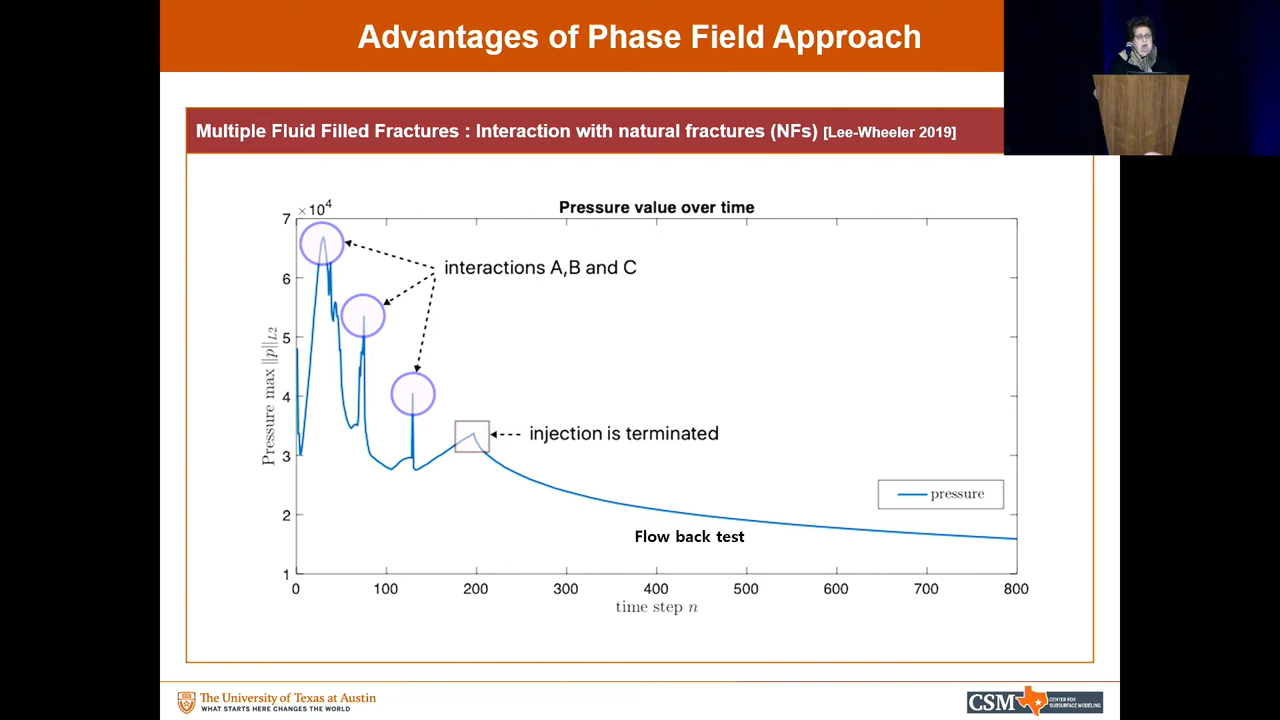 Advantages of Phase Field Approach
Multiple Fluid Filled Fractures : Interaction with natural fractures (NFs) [Lee-Wheeler 2019]
Pressure value over time
×10⁴
7
6
5
4
3
2
1
Pressure max ||p||_{L2}
interactions A,B and C
injection is terminated
pressure
Flow back test
0 100 200 300 400 500 600 700 800
time step n
The University of Texas at Austin
WHAT STARTS HERE CHANGES THE WORLD
CSM
CENTER FOR
SUBSURFACE MODELING